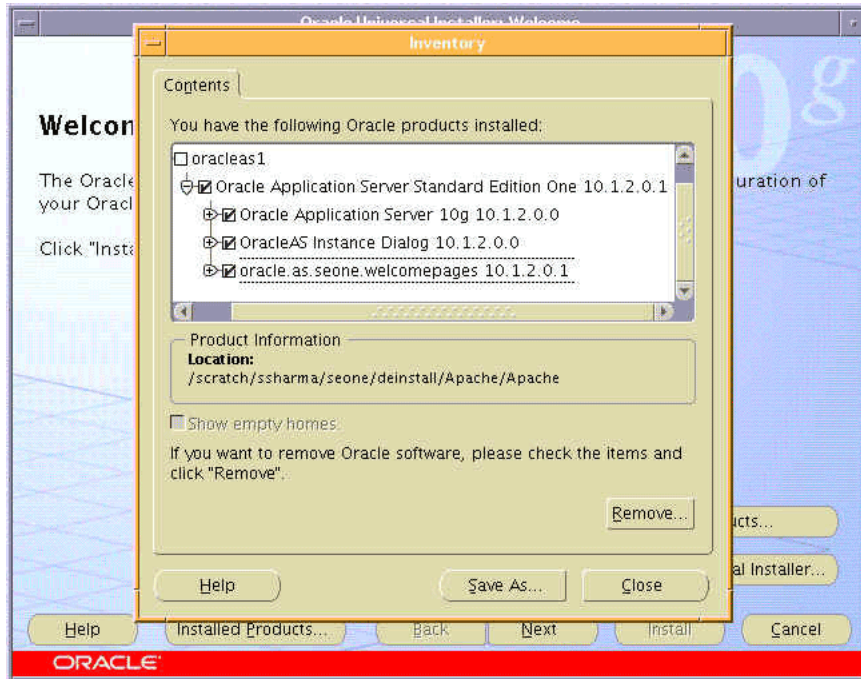 Oracle Universal Installer: Welcome
Inventory
Contents
You have the following Oracle products installed:
oracleas1
Oracle Application Server Standard Edition One 10.1.2.0.1
Oracle Application Server 10g 10.1.2.0.0
OracleAS Instance Dialog 10.1.2.0.0
oracle.as.seone.welcomepages 10.1.2.0.1
Product Information
Location:
/scratch/ssharma/seone/deinstall/Apache/Apache
Show empty homes.
If you want to remove Oracle software, please check the items and
click "Remove".
Remove...
Help
Save As...
Close
0g
Welcon
The Oracle
uration of
your Oracl
Click "Insta
ucts...
al Installer...
Help
Installed Products...
Back
Next
Install
Cancel
ORACLE